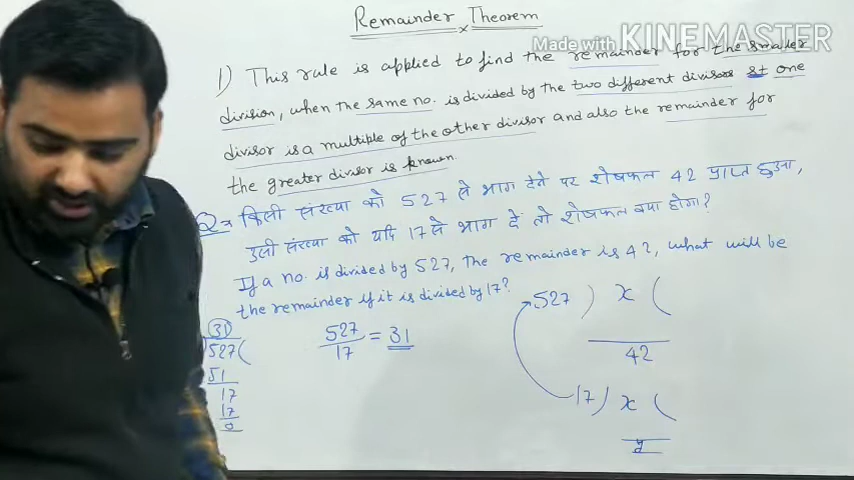 Remainder Theorem
Made with KINEMASTER
1) This rule is applied to find the remainder for the smaller
division, when the same no. is divided by the two different divisors st one
divisor is a multiple of the other divisor and also the remainder for
the greater divisor is known.
Q→ किसी संख्या को 527 से भाग देने पर शेषफल 42 प्राप्त हुआ,
उसी संख्या को यदि 17 से भाग दें तो शेषफल क्या होगा?
If a no. is divided by 527, the remainder is 42, what will be
the remainder if it is divided by 17?
31
527(
51
17
17
0
527
17
= 31
527) x (
42
17) x (
y